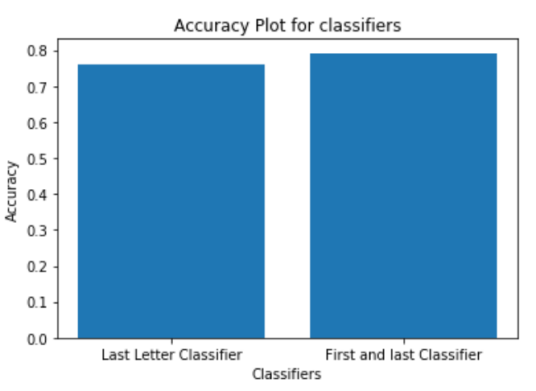 Accuracy Plot for classifiers
0.8
0.7
0.6
0.5
0.4
0.3
0.2
0.1
0.0
Accuracy
Last Letter Classifier
First and last Classifier
Classifiers